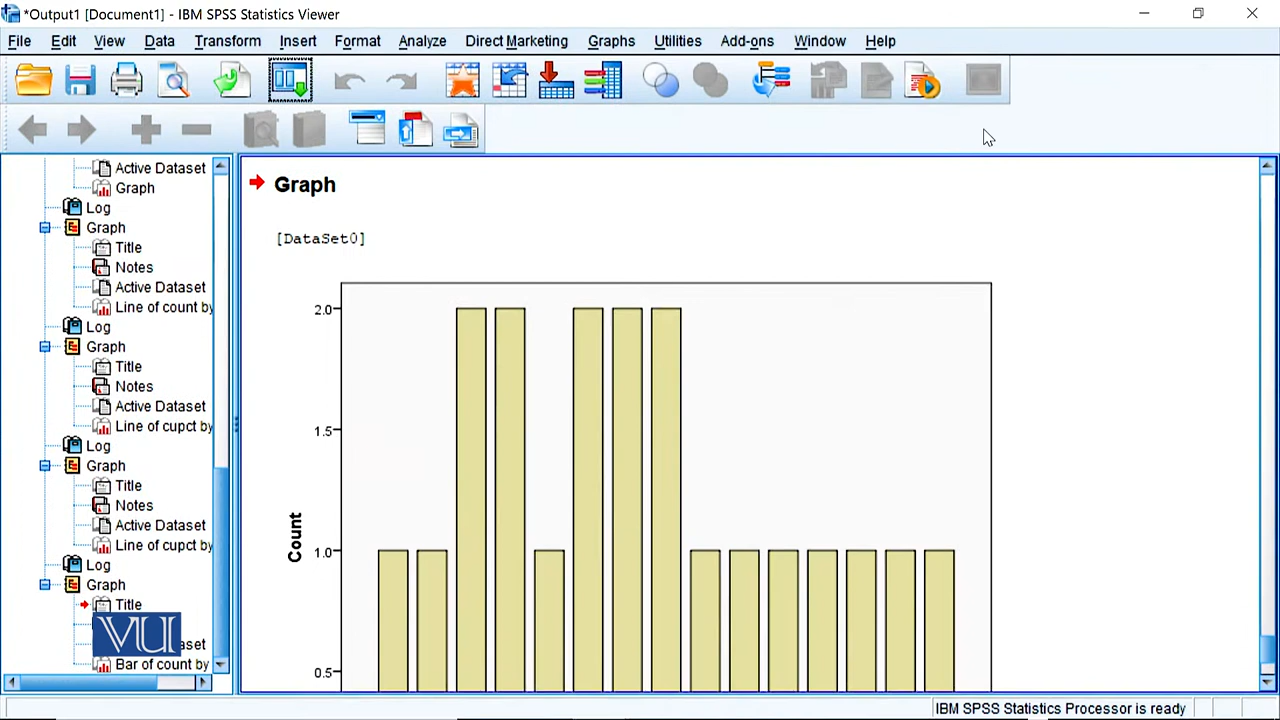 *Output1 [Document1] - IBM SPSS Statistics Viewer
File Edit View Data Transform Insert Format Analyze Direct Marketing Graphs Utilities Add-ons Window Help
Active Dataset
Graph
Log
Graph
Title
Notes
Active Dataset
Line of count by
Log
Graph
Title
Notes
Active Dataset
Line of cupct by
Log
Graph
Title
Notes
Active Dataset
Line of cupct by
Log
Graph
Title
VU
aset
Bar of count by
Graph
[DataSet0]
2.0
1.5
1.0
0.5
Count
IBM SPSS Statistics Processor is ready